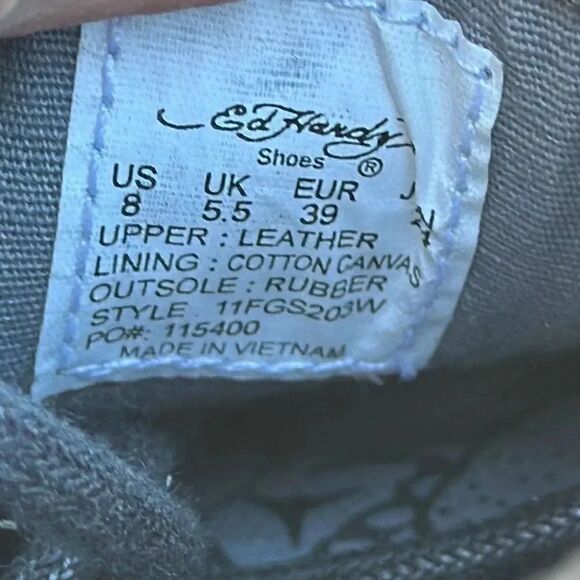 Ed Hardy
Shoes ®
US UK EUR J
8 5.5 39
UPPER : LEATHER
LINING : COTTON CANVAS
OUTSOLE : RUBBER
STYLE 11FGS203W
PO#: 115400
MADE IN VIETNAM